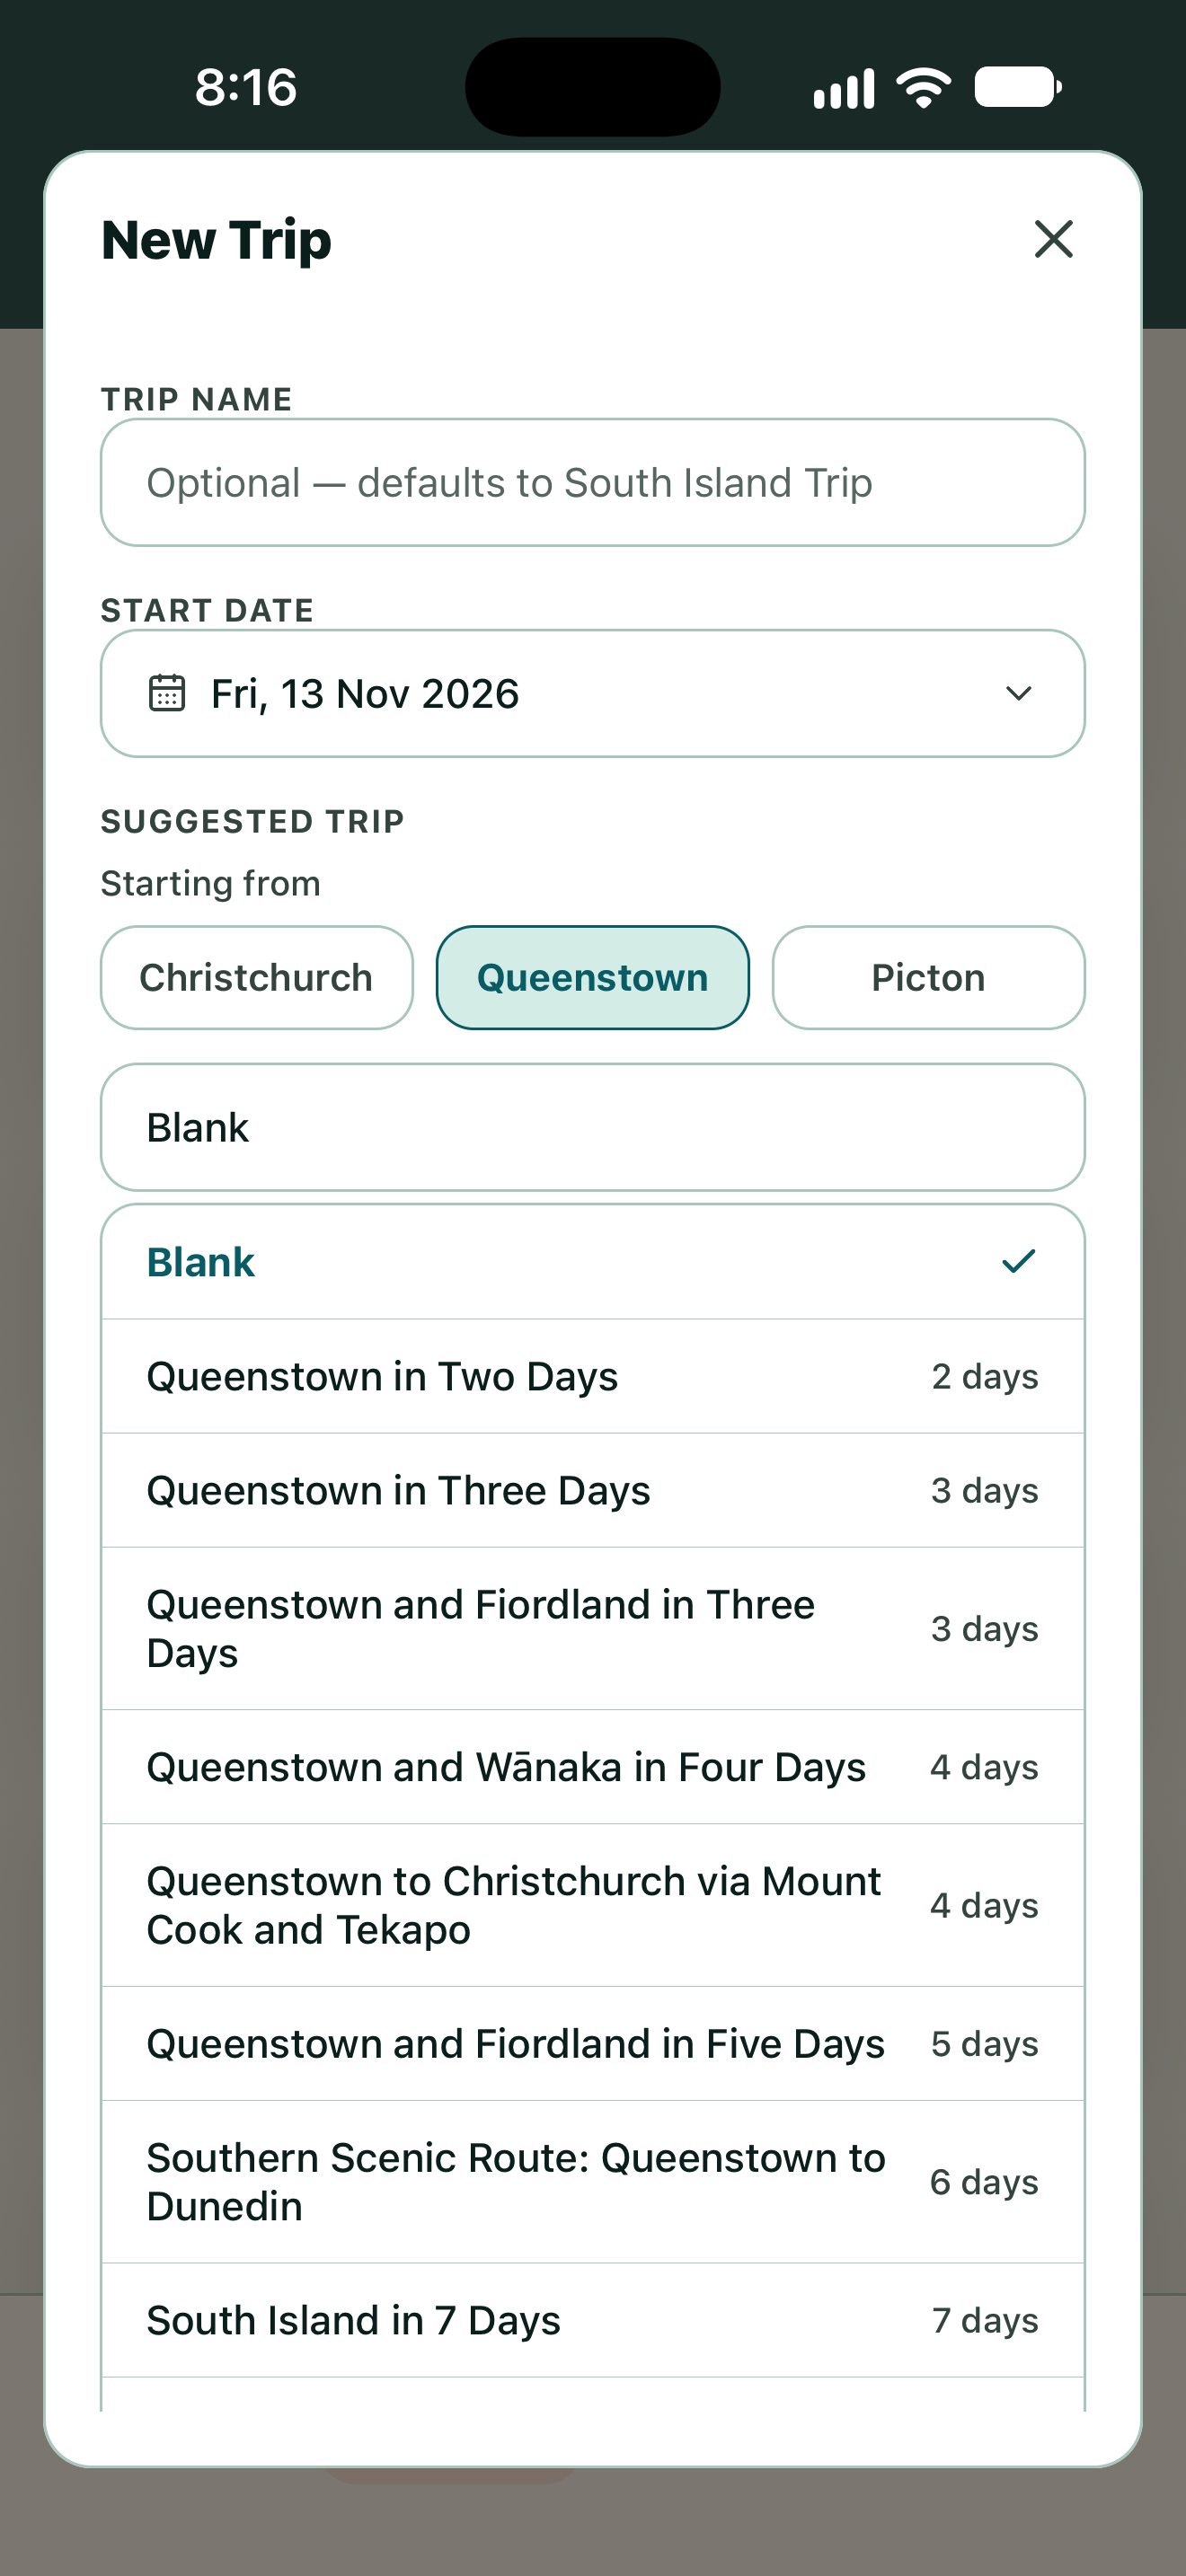 8:16
New Trip
TRIP NAME
Optional — defaults to South Island Trip
START DATE
Fri, 13 Nov 2026
SUGGESTED TRIP
Starting from
Christchurch
Queenstown
Picton
Blank
Blank
Queenstown in Two Days
2 days
Queenstown in Three Days
3 days
Queenstown and Fiordland in Three
Days
3 days
Queenstown and Wānaka in Four Days
4 days
Queenstown to Christchurch via Mount
Cook and Tekapo
4 days
Queenstown and Fiordland in Five Days
5 days
Southern Scenic Route: Queenstown to
Dunedin
6 days
South Island in 7 Days
7 days